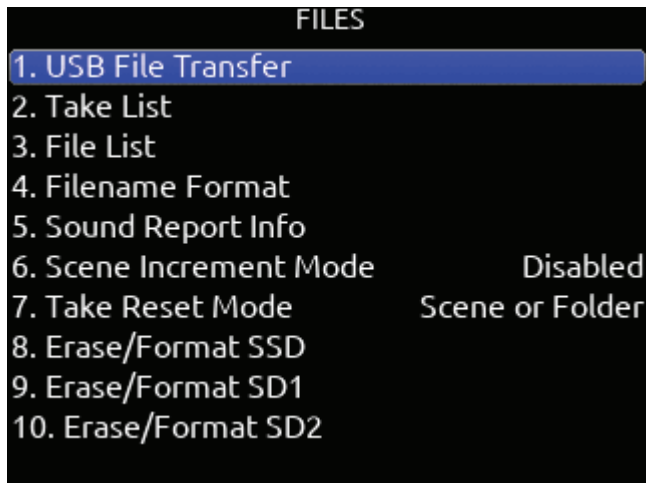 FILES
1. USB File Transfer
2. Take List
3. File List
4. Filename Format
5. Sound Report Info
6. Scene Increment Mode Disabled
7. Take Reset Mode Scene or Folder
8. Erase/Format SSD
9. Erase/Format SD1
10. Erase/Format SD2